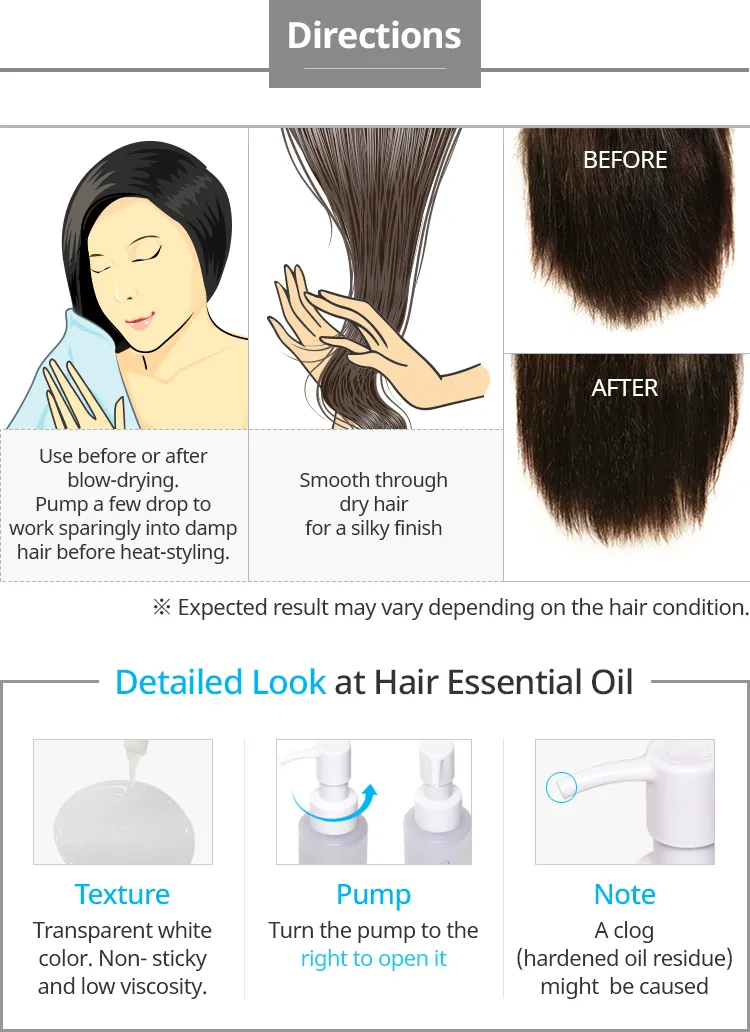 Directions
BEFORE
AFTER
Use before or after
blow-drying.
Pump a few drop to
work sparingly into damp
hair before heat-styling.
Smooth through
dry hair
for a silky finish
※ Expected result may vary depending on the hair condition.
Detailed Look at Hair Essential Oil
Texture
Transparent white
color. Non- sticky
and low viscosity.
Pump
Turn the pump to the
right to open it
Note
A clog
(hardened oil residue)
might be caused